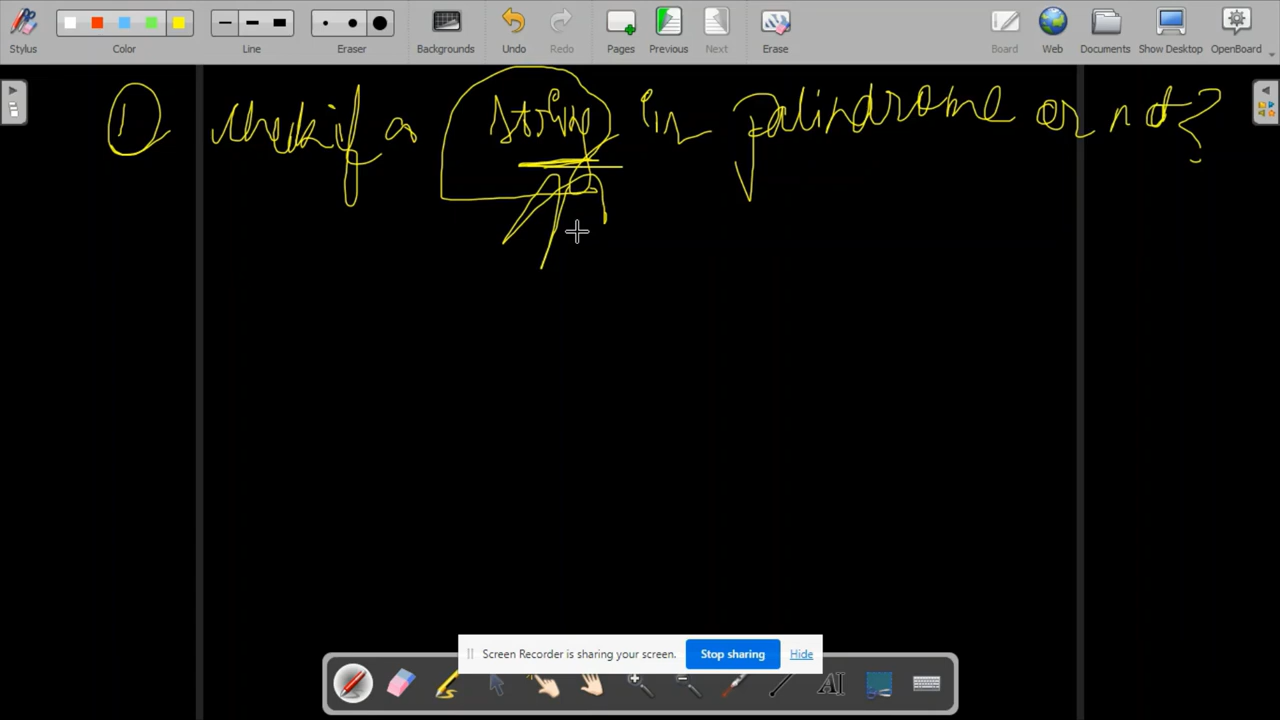 Stylus
Color
Line
Eraser
Backgrounds
Undo
Redo
Pages
Previous
Next
Erase
Board
Web
Documents
Show Desktop
OpenBoard
① check if a string is palindrome or not?
Screen Recorder is sharing your screen.
Stop sharing
Hide